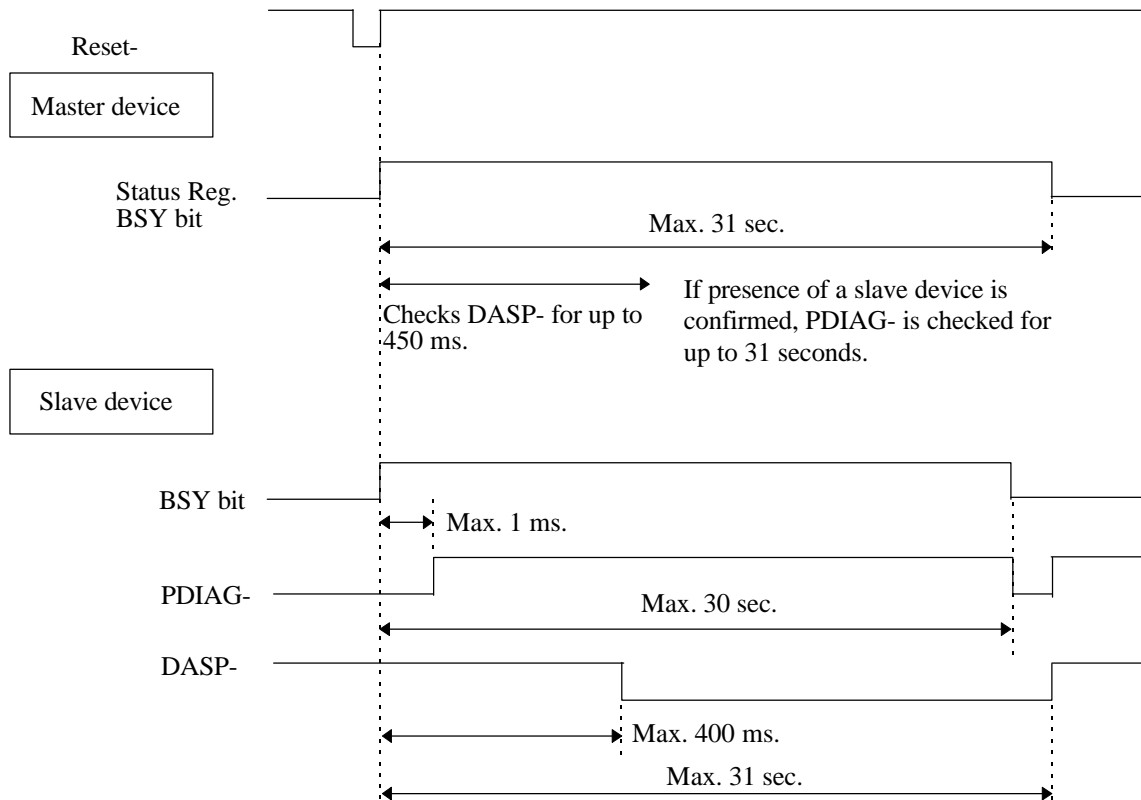 Reset-
Master device
Status Reg.
BSY bit
Max. 31 sec.
Checks DASP- for up to
450 ms.
If presence of a slave device is
confirmed, PDIAG- is checked for
up to 31 seconds.
Slave device
BSY bit
Max. 1 ms.
PDIAG-
Max. 30 sec.
DASP-
Max. 400 ms.
Max. 31 sec.